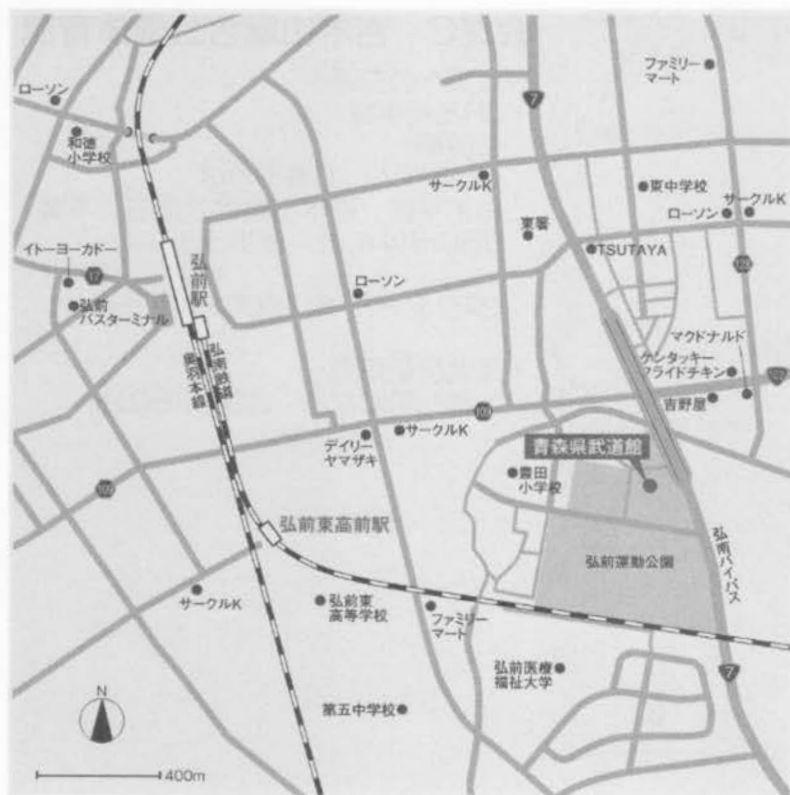 ローソン
和徳
小学校
ファミリー
マート
7
サークルK
東中学校
サークルK
ローソン
東署
TSUTAYA
イトーヨーカドー
17
弘前
バスターミナル
弘前駅
ローソン
128
マクドナルド
ケンタッキー
フライドチキン
吉野屋
弘南鉄道
奥羽本線
109
サークルK
デイリー
ヤマザキ
青森県武道館
豊田
小学校
109
弘前東高前駅
弘前運動公園
弘南バイパス
サークルK
弘前東
高等学校
ファミリー
マート
弘前医療
福祉大学
7
第五中学校
N
400m